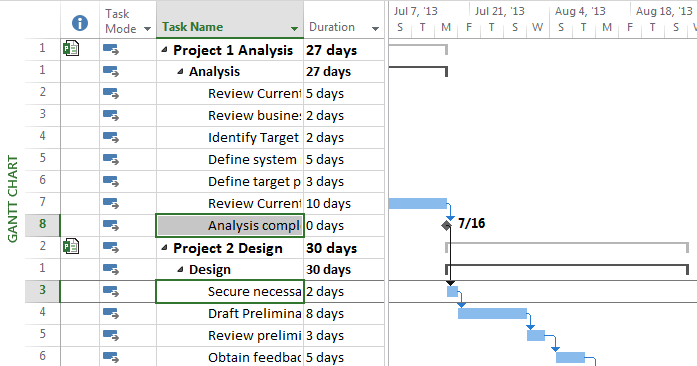 GANTT CHART
Task Mode Task Name Duration Jul 7, '13 Jul 21, '13 Aug 4, '13 Aug 18, '13
S T M F T S W S T M F T S W
1 Project 1 Analysis 27 days
1 Analysis 27 days
2 Review Current 5 days
3 Review busines 2 days
4 Identify Target 2 days
5 Define system 5 days
6 Define target p 3 days
7 Review Current 10 days
8 Analysis compl 0 days 7/16
2 Project 2 Design 30 days
1 Design 30 days
3 Secure necessa 2 days
4 Draft Prelimina 8 days
5 Review prelimi 3 days
6 Obtain feedbac 5 days